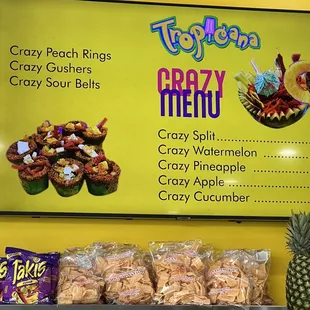 Tropicana
Crazy Peach Rings
Crazy Gushers
Crazy Sour Belts
CRAZY
MENU
Crazy Split
Crazy Watermelon
Crazy Pineapple
Crazy Apple
Crazy Cucumber
Takis